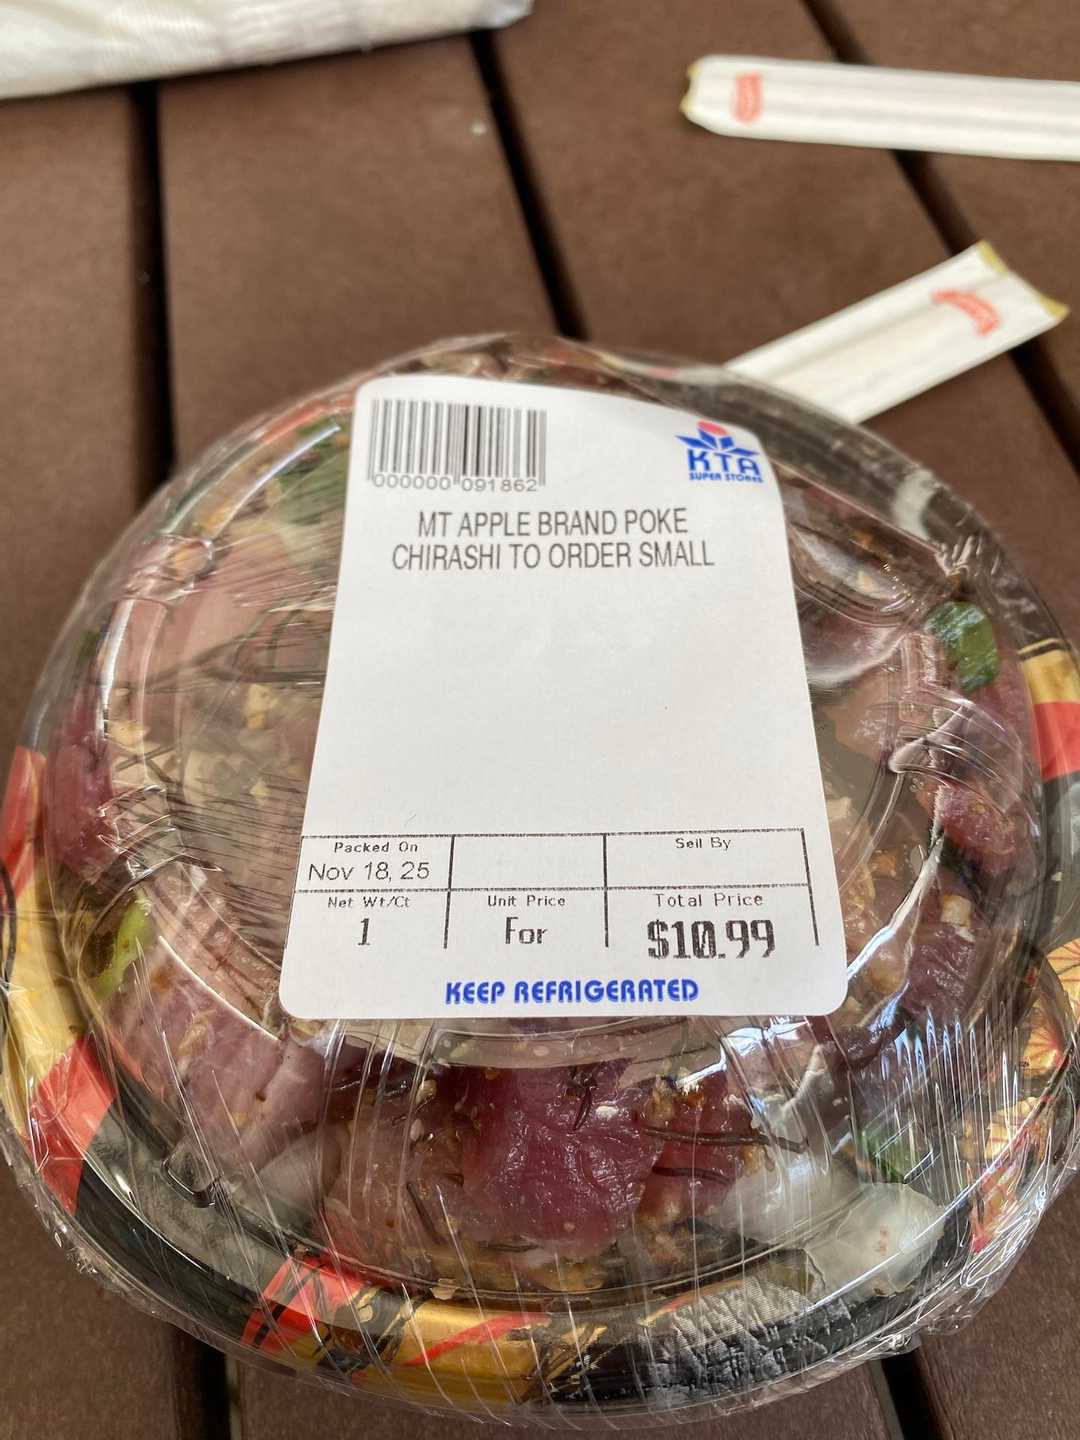 000000 091862
KTA
SUPER STORES
MT APPLE BRAND POKE
CHIRASHI TO ORDER SMALL
Packed On
Nov 18, 25
Sell By
Net Wt/Ct
1
Unit Price
For
Total Price
$10.99
KEEP REFRIGERATED